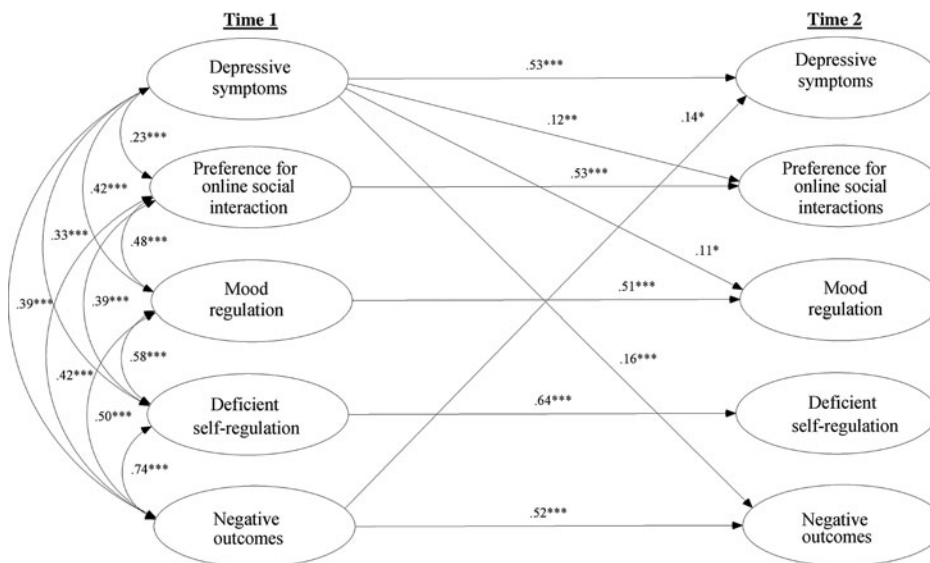 Time 1
Time 2
Depressive
symptoms
.53***
Depressive
symptoms
.12**
.14*
.23***
Preference for
online social
interaction
.53***
Preference for
online social
interactions
.42***
.33***
.48***
.11*
.39***
.39***
Mood
regulation
.51***
Mood
regulation
.58***
.16***
.42***
.50***
Deficient
self-regulation
.64***
Deficient
self-regulation
.74***
Negative
outcomes
.52***
Negative
outcomes